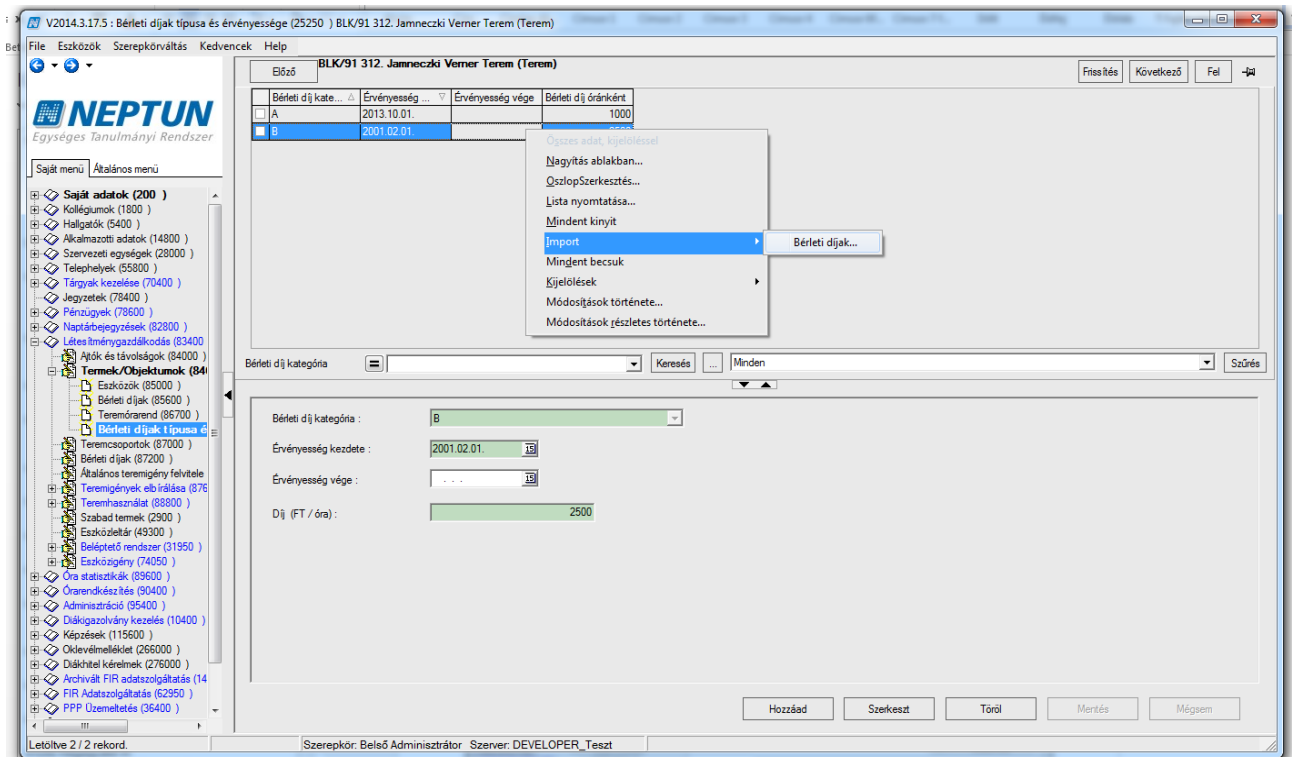 V2014.3.17.5 : Bérleti díjak típusa és érvényessége (25250 ) BLK/91 312. Jamneczki Verner Terem (Terem)
File Eszközök Szerepkörváltás Kedvencek Help
Előző BLK/91 312. Jamneczki Verner Terem (Terem) Frissítés Következő Fel
NEPTUN
Egységes Tanulmányi Rendszer
Saját menü Általános menü
Saját adatok (200 )
Kollégiumok (1800 )
Hallgatók (5400 )
Alkalmazotti adatok (14800 )
Szervezeti egységek (28000 )
Telephelyek (55800 )
Tárgyak kezelése (70400 )
Jegyzetek (78400 )
Pénzügyek (78600 )
Naptárbejegyzések (82800 )
Létesítménygazdálkodás (83400
Ajtók és távolságok (84000 )
Termek/Objektumok (84
Eszközök (85000 )
Bérleti díjak (85600 )
Teremórarend (86700 )
Bérleti díjak típusa é
Teremcsoportok (87000 )
Bérleti díjak (87200 )
Általános teremigény felvitele
Teremigények elbírálása (876
Teremhasználat (88800 )
Szabad termek (2900 )
Eszközleltár (49300 )
Beléptető rendszer (31950 )
Eszközigény (74050 )
Óra statisztikák (89600 )
Órarendkészítés (90400 )
Adminisztráció (95400 )
Diákigazolvány kezelés (10400 )
Képzések (115600 )
Oklevélmelléklet (266000 )
Diákhitel kérelmek (276000 )
Archivált FIR adatszolgáltatás (14
FIR Adatszolgáltatás (62950 )
PPP Üzemeltetés (36400 )
Bérleti díj kate... Érvényesség ... Érvényesség vége Bérleti díj óránként
A 2013.10.01. 1000
B 2001.02.01.
Összes adat, kijelöléssel
Nagyítás ablakban...
OszlopSzerkesztés...
Lista nyomtatása...
Mindent kinyit
Import Bérleti díjak...
Mindent becsuk
Kijelölések
Módosítások története...
Módosítások részletes története...
Bérleti díj kategória = Keresés ... Minden Szűrés
Bérleti díj kategória : B
Érvényesség kezdete : 2001.02.01. 15
Érvényesség vége : . . . 15
Díj (FT / óra) : 2500
Hozzáad Szerkeszt Töröl Mentés Mégsem
Letöltve 2 / 2 rekord. Szerepkör: Belső Adminisztrátor Szerver: DEVELOPER_Teszt